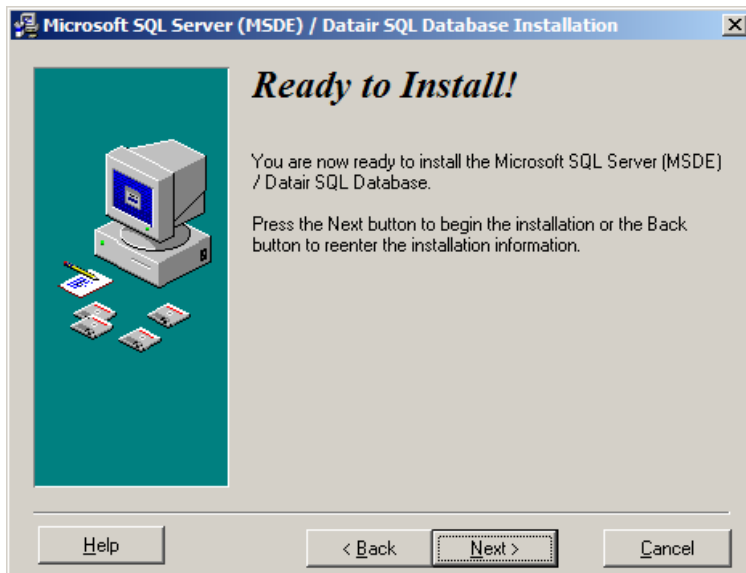 Microsoft SQL Server (MSDE) / Datair SQL Database Installation
Ready to Install!
You are now ready to install the Microsoft SQL Server (MSDE)
/ Datair SQL Database.
Press the Next button to begin the installation or the Back
button to reenter the installation information.
Help
< Back
Next >
Cancel